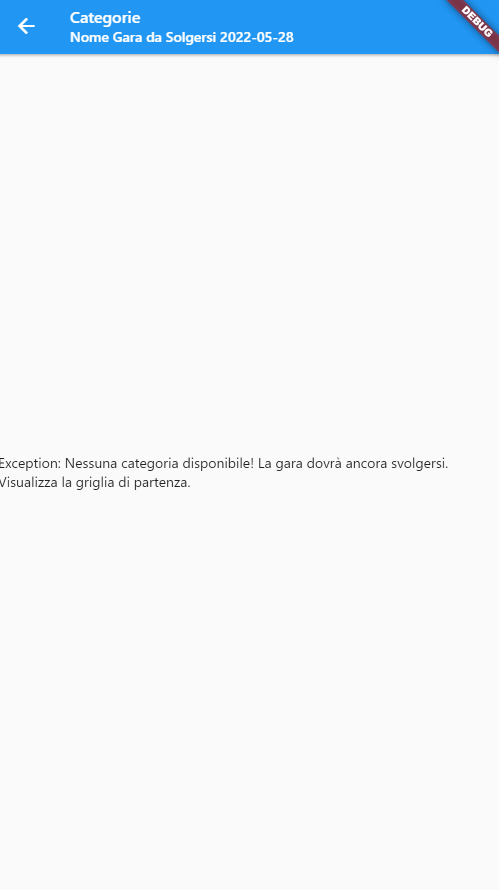 Categorie
Nome Gara da Solgersi 2022-05-28
DEBUG
Exception: Nessuna categoria disponibile! La gara dovrà ancora svolgersi.
Visualizza la griglia di partenza.